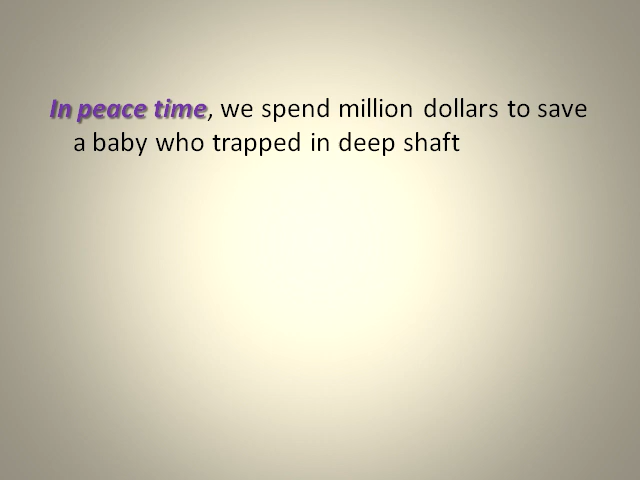 In peace time, we spend million dollars to save
a baby who trapped in deep shaft